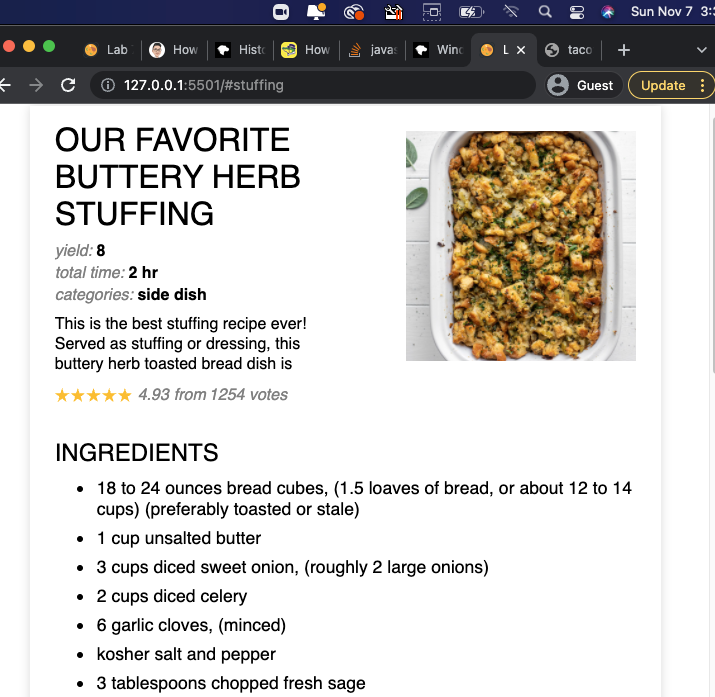 Sun Nov 7 3:
Lab
How
Histo
How
javas
Winc
L
taco
127.0.0.1:5501/#stuffing
Guest
Update
OUR FAVORITE
BUTTERY HERB
STUFFING
yield: 8
total time: 2 hr
categories: side dish
This is the best stuffing recipe ever!
Served as stuffing or dressing, this
buttery herb toasted bread dish is
4.93 from 1254 votes
INGREDIENTS
18 to 24 ounces bread cubes, (1.5 loaves of bread, or about 12 to 14
cups) (preferably toasted or stale)
1 cup unsalted butter
3 cups diced sweet onion, (roughly 2 large onions)
2 cups diced celery
6 garlic cloves, (minced)
kosher salt and pepper
3 tablespoons chopped fresh sage